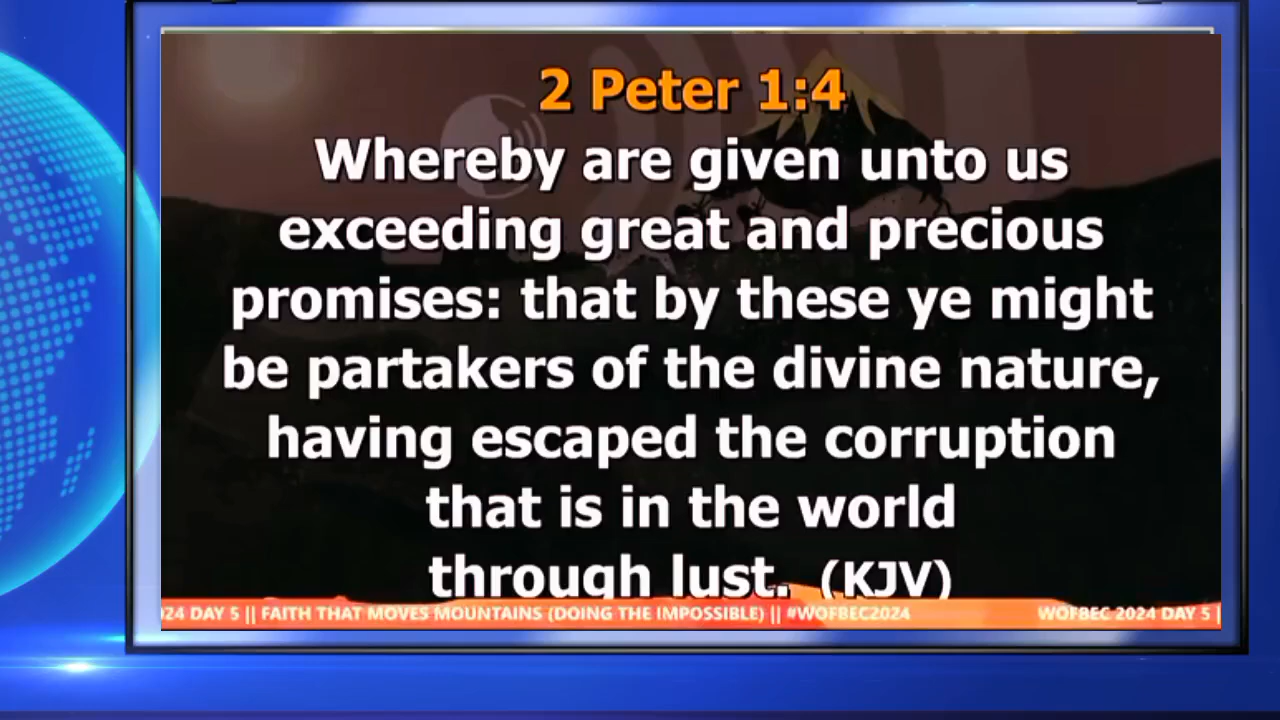 2 Peter 1:4
Whereby are given unto us
exceeding great and precious
promises: that by these ye might
be partakers of the divine nature,
having escaped the corruption
that is in the world
through lust. (KJV)
24 DAY 5 || FAITH THAT MOVES MOUNTAINS (DOING THE IMPOSSIBLE) || #WOFBEC2024 WOFBEC 2024 DAY 5 |